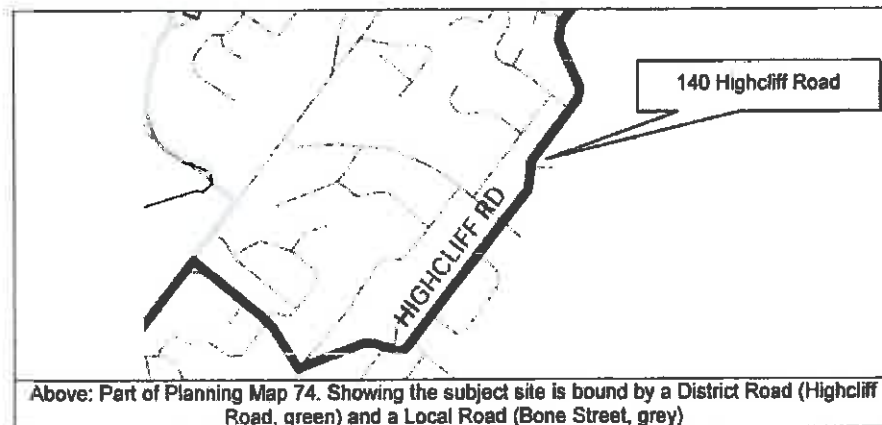 140 Highcliff Road
HIGHCLIFF RD
Above: Part of Planning Map 74. Showing the subject site is bound by a District Road (Highcliff
Road, green) and a Local Road (Bone Street, grey)